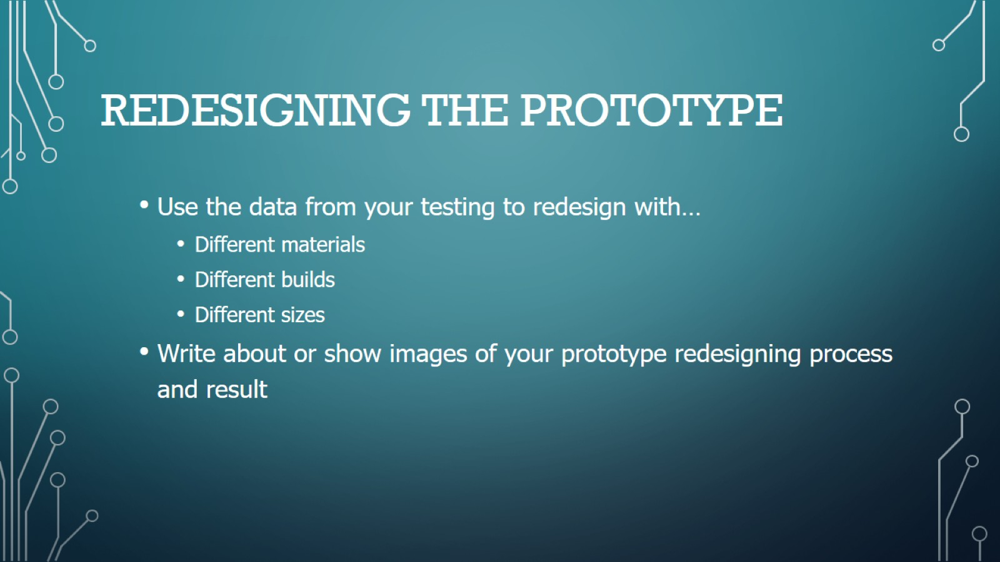 REDESIGNING THE PROTOTYPE
• Use the data from your testing to redesign with...
• Different materials
• Different builds
• Different sizes
• Write about or show images of your prototype redesigning process
and result